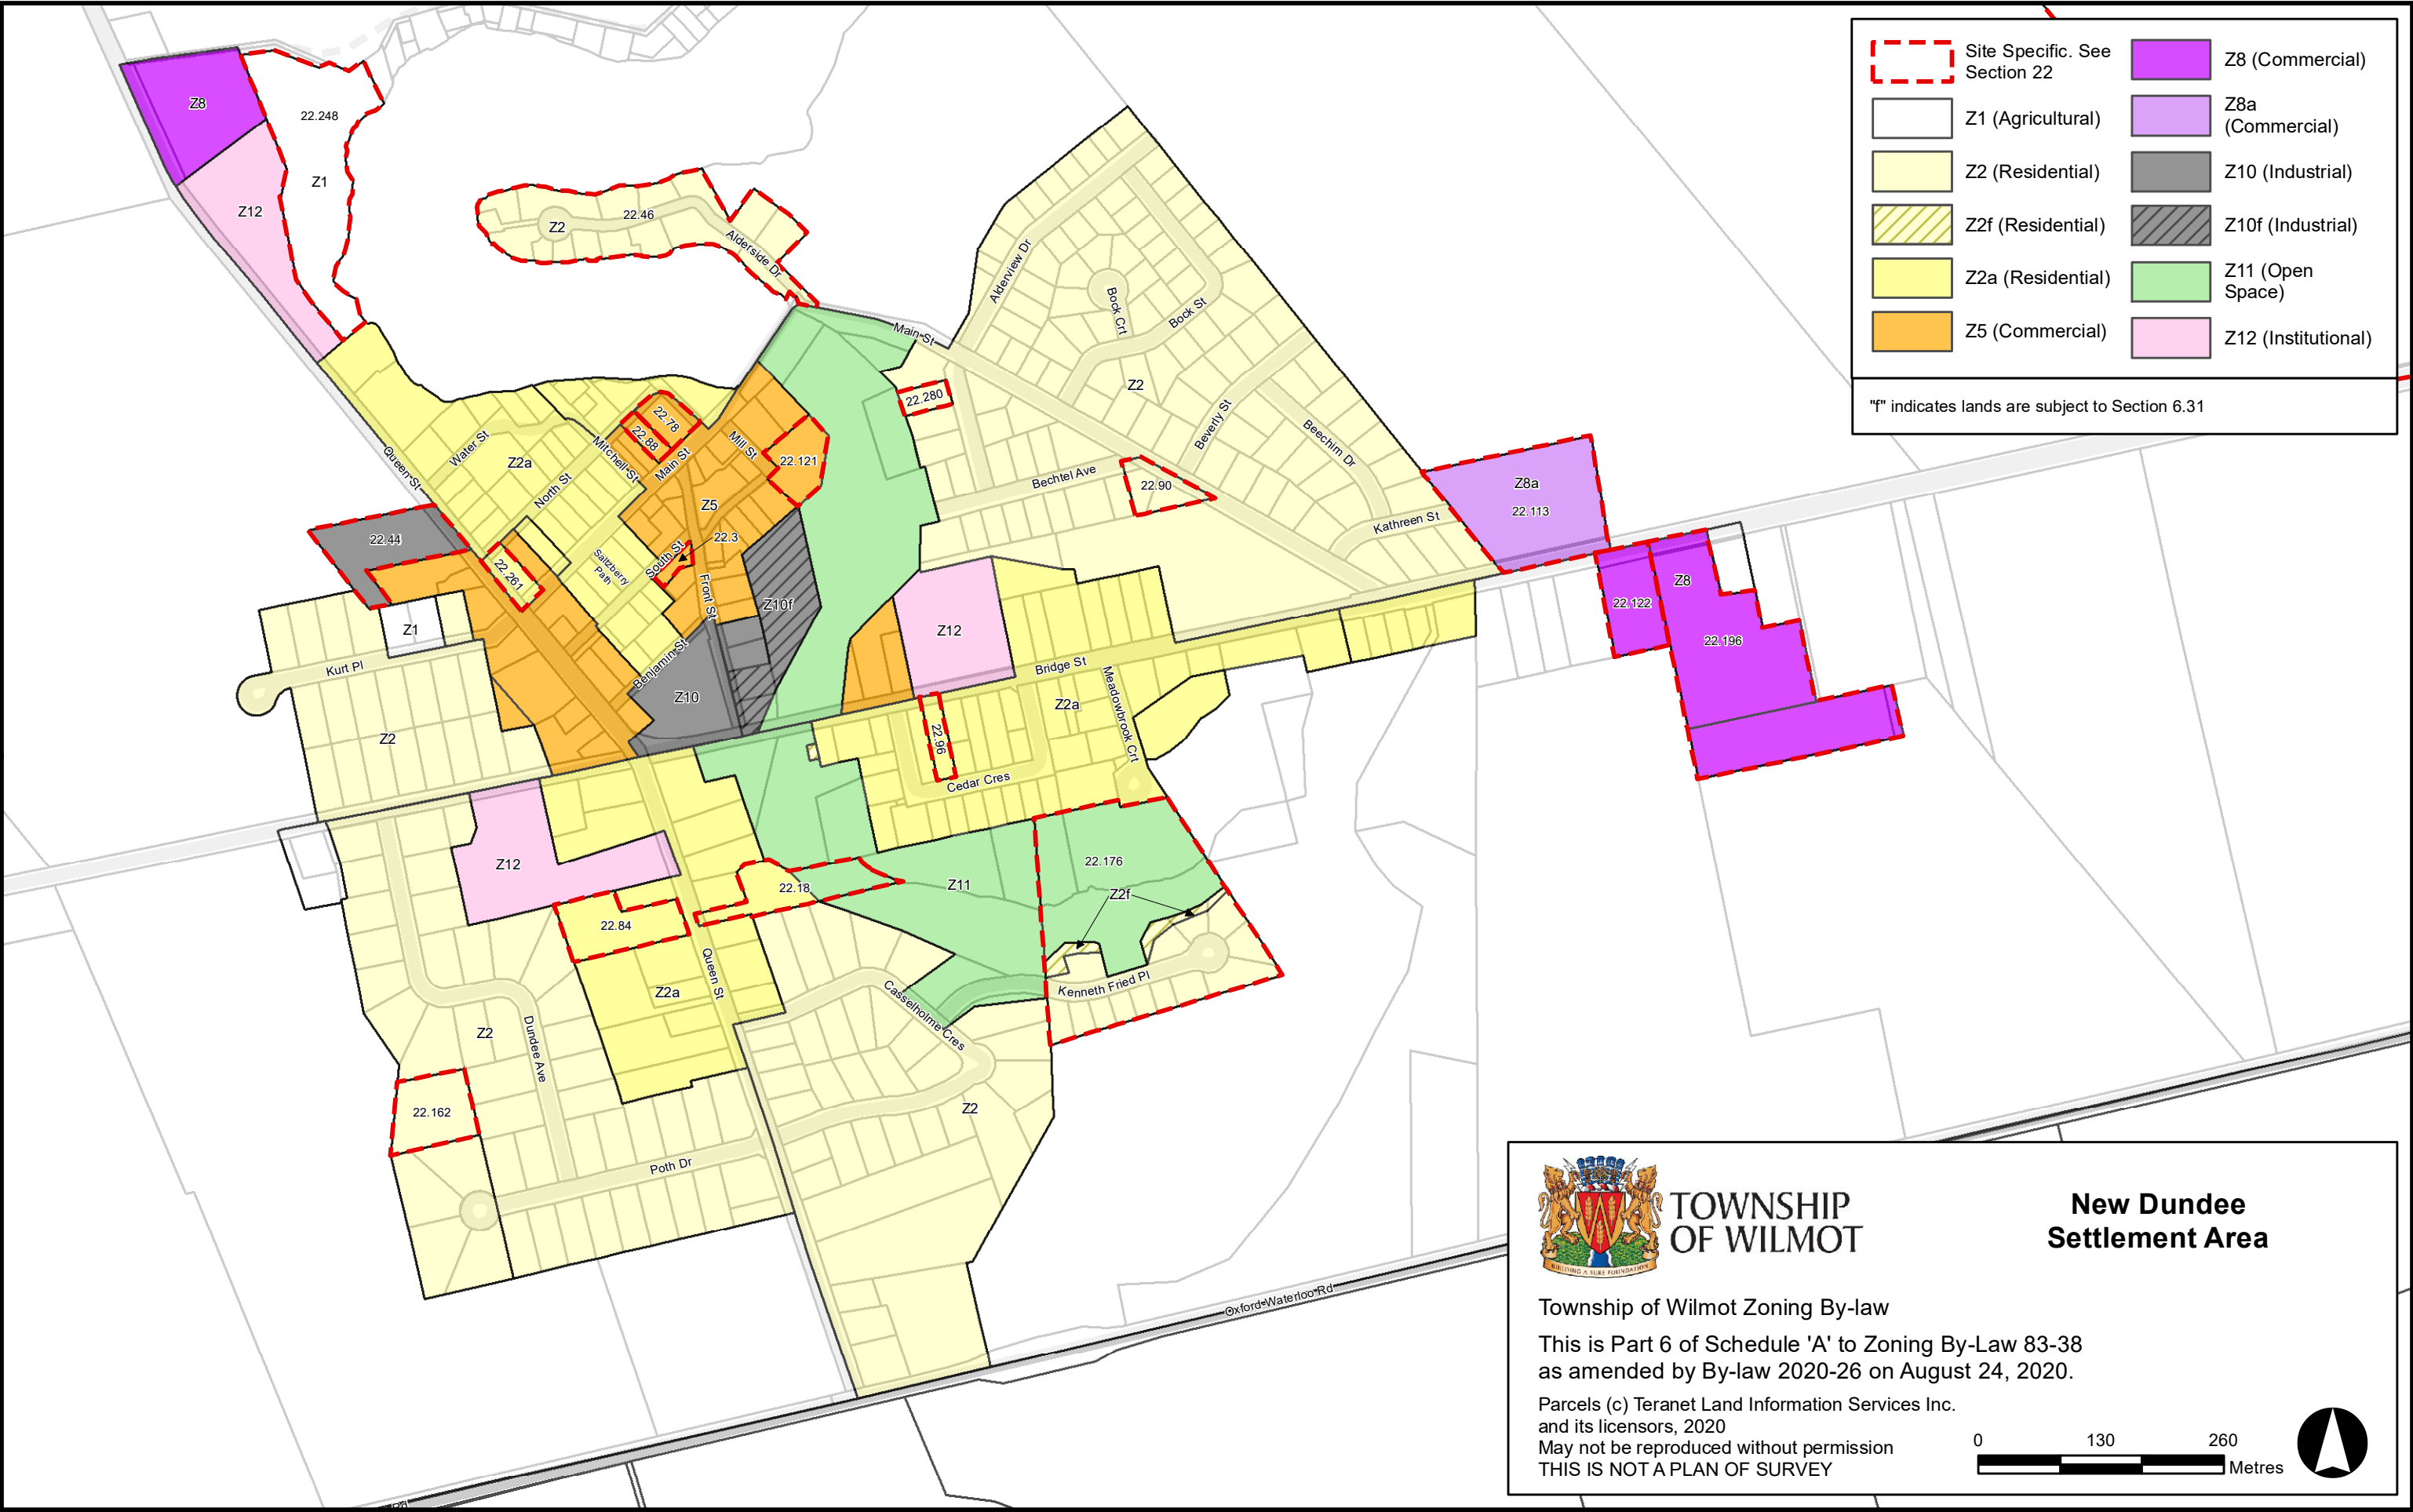 Site Specific. See
Section 22
Z1 (Agricultural)
Z2 (Residential)
Z2f (Residential)
Z2a (Residential)
Z5 (Commercial)
Z8 (Commercial)
Z8a
(Commercial)
Z10 (Industrial)
Z10f (Industrial)
Z11 (Open
Space)
Z12 (Institutional)
"f" indicates lands are subject to Section 6.31
Z8
22.248
Z1
Z12
Z2
22.46
Alderside Dr
Main St
Alderview Dr
Bock Crt
Bock St
Z2
Beverly St
Beechim Dr
22.280
Bechtel Ave
22.90
Kathreen St
Z8a
22.113
22.122
Z8
22.196
Queen St
Water St
Z2a
North St
Mitchell St
22.78
22.88
Main St
Mill St
22.121
Z5
22.3
South St
Salizberry
Path
Front St
22.44
22.261
Z10f
Z1
Kurt Pl
Benjamin St
Z10
Z12
Bridge St
Z2a
Meadowbrook Crt
22.96
Cedar Cres
Z2
Z12
22.18
Z11
22.176
Z2f
22.84
Kenneth Fried Pl
Z2a
Queen St
Casselholme Cres
Z2
Dundee Ave
22.162
Z2
Poth Dr
Oxford-Waterloo Rd
Rd
BUILDING A SURE FOUNDATION
TOWNSHIP
OF WILMOT
New Dundee
Settlement Area
Township of Wilmot Zoning By-law
This is Part 6 of Schedule 'A' to Zoning By-Law 83-38
as amended by By-law 2020-26 on August 24, 2020.
Parcels (c) Teranet Land Information Services Inc.
and its licensors, 2020
May not be reproduced without permission
THIS IS NOT A PLAN OF SURVEY
0 130 260
Metres